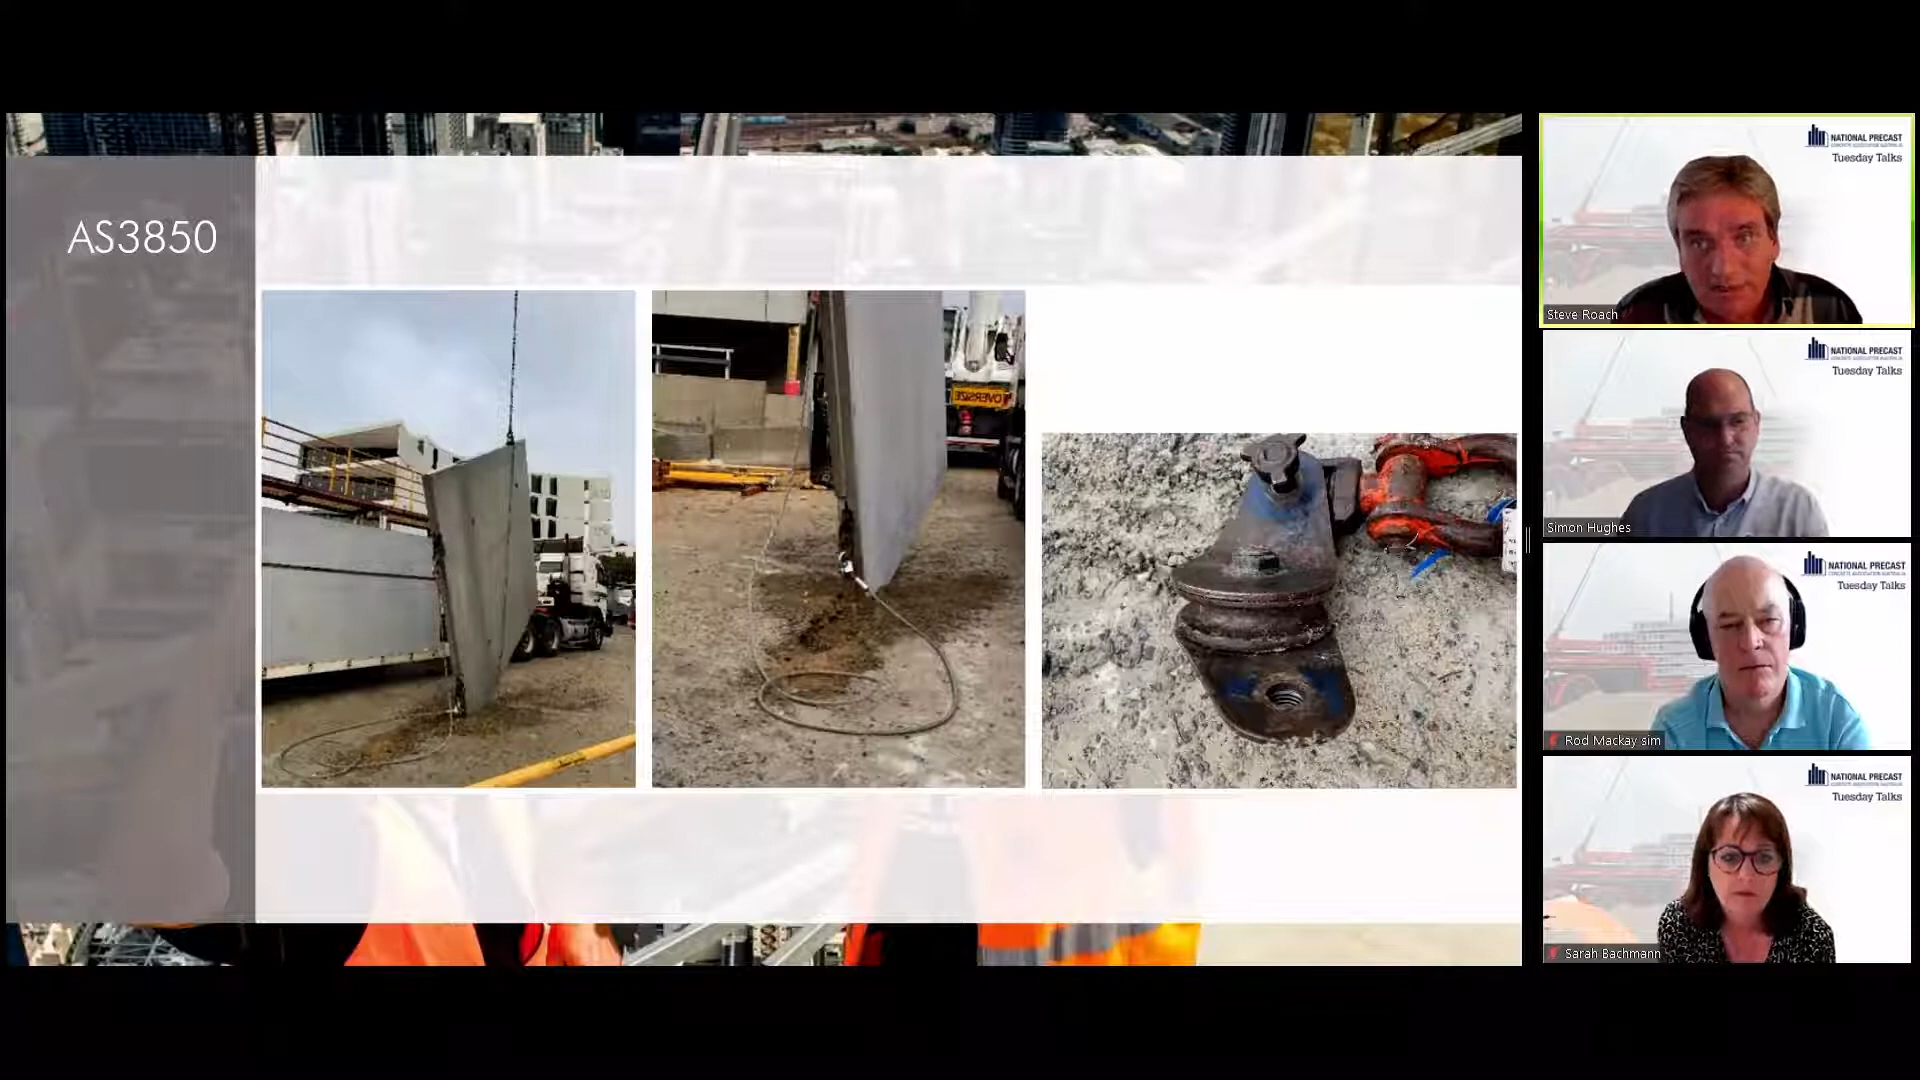 AS3850
NATIONAL PRECAST
CONCRETE ASSOCIATION AUSTRALIA
Tuesday Talks
Steve Roach
NATIONAL PRECAST
CONCRETE ASSOCIATION AUSTRALIA
Tuesday Talks
Simon Hughes
NATIONAL PRECAST
CONCRETE ASSOCIATION AUSTRALIA
Tuesday Talks
Rod Mackay sim
NATIONAL PRECAST
CONCRETE ASSOCIATION AUSTRALIA
Tuesday Talks
Sarah Bachmann
OVERSIZE